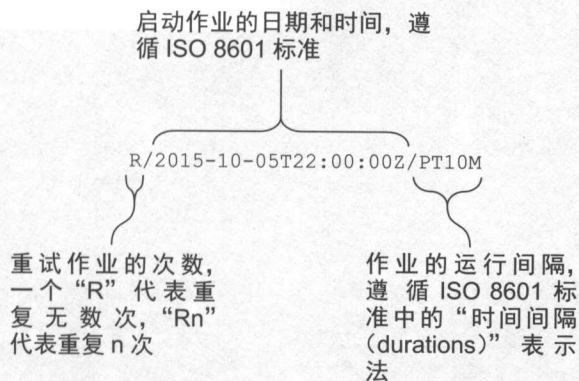 启动作业的日期和时间，遵
循 ISO 8601 标准
R/2015-10-05T22:00:00Z/PT10M
重试作业的次数，
一个“R”代表重
复无数次，“Rn”
代表重复 n 次
作业的运行间隔，
遵循 ISO 8601 标
准中的“时间间隔
（durations）”表示
法